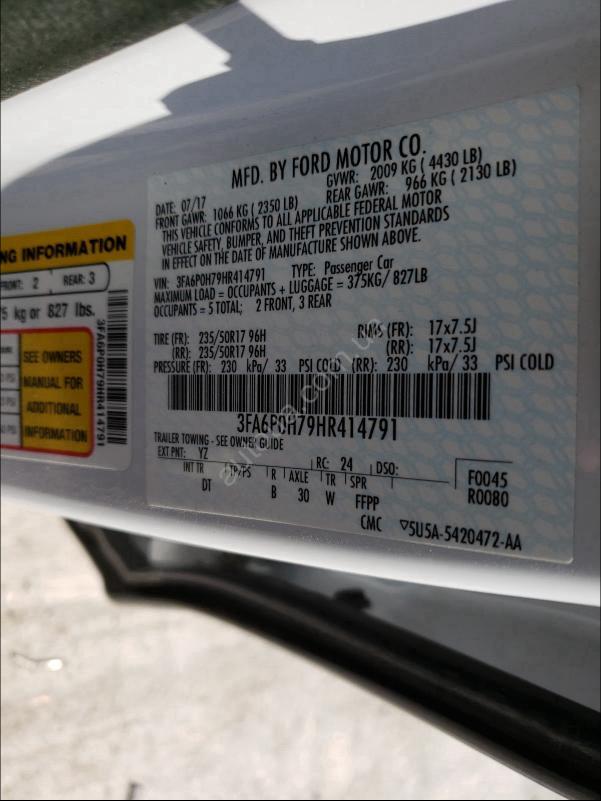 MFD. BY FORD MOTOR CO.
DATE: 07/17
GVWR: 2009 KG ( 4430 LB)
FRONT GAWR: 1066 KG ( 2350 LB)
REAR GAWR: 966 KG ( 2130 LB)
THIS VEHICLE CONFORMS TO ALL APPLICABLE FEDERAL MOTOR
VEHICLE SAFETY, BUMPER, AND THEFT PREVENTION STANDARDS
IN EFFECT ON THE DATE OF MANUFACTURE SHOWN ABOVE.
VIN: 3FA6P0H79HR414791 TYPE: Passenger Car
MAXIMUM LOAD = OCCUPANTS + LUGGAGE = 375KG/ 827LB
OCCUPANTS = 5 TOTAL; 2 FRONT, 3 REAR
TIRE (FR): 235/50R17 96H RIMS (FR): 17x7.5J
(RR): 235/50R17 96H (RR): 17x7.5J
PRESSURE (FR): 230 kPa/ 33 PSI COLD (RR): 230 kPa/ 33 PSI COLD
3FA6P0H79HR414791
TRAILER TOWING - SEE OWNER GUIDE
EXT PNT: YZ RC: 24 DSO:
INT TR TP/PS R AXLE TR SPR
DT B 30 W FFPP
F0045
R0080
CMC ▽5U5A-5420472-AA
INFORMATION
2 REAR: 3
kg or 827 lbs.
SEE OWNERS
MANUAL FOR
ADDITIONAL
INFORMATION
3FA6P0H79HR414791